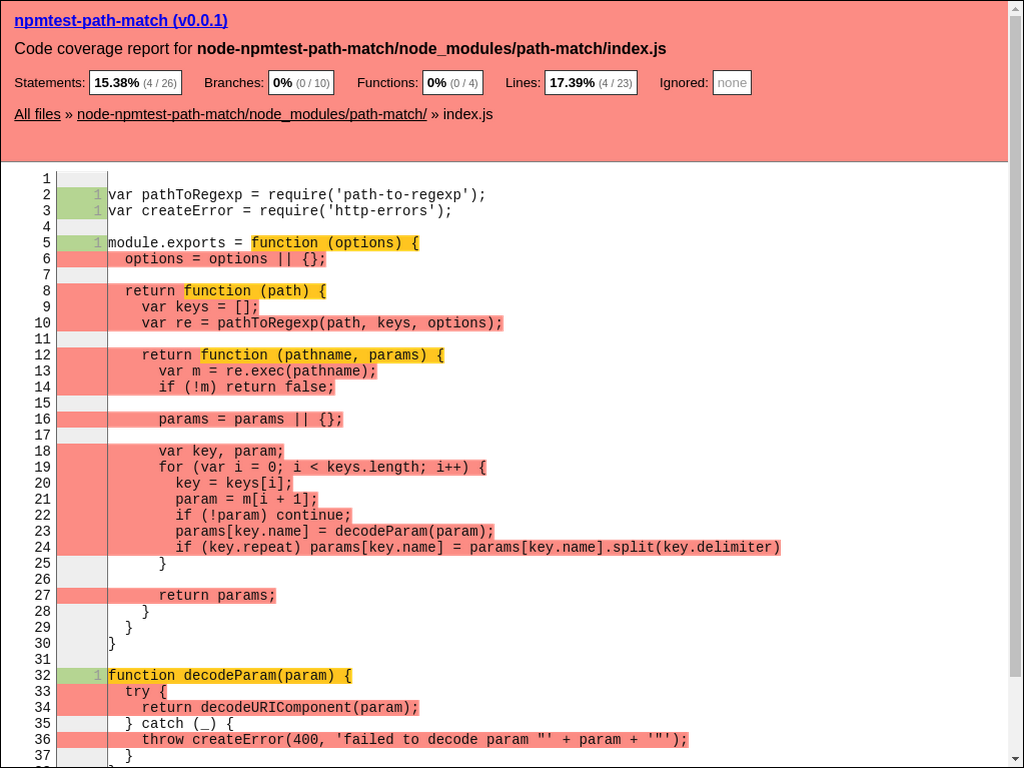 npmtest-path-match (v0.0.1)
Code coverage report for node-npmtest-path-match/node_modules/path-match/index.js
Statements: 15.38% (4 / 26) Branches: 0% (0 / 10) Functions: 0% (0 / 4) Lines: 17.39% (4 / 23) Ignored: none
All files » node-npmtest-path-match/node_modules/path-match/ » index.js
1
2 1 var pathToRegexp = require('path-to-regexp');
3 1 var createError = require('http-errors');
4
5 1 module.exports = function (options) {
6 options = options || {};
7
8 return function (path) {
9 var keys = [];
10 var re = pathToRegexp(path, keys, options);
11
12 return function (pathname, params) {
13 var m = re.exec(pathname);
14 if (!m) return false;
15
16 params = params || {};
17
18 var key, param;
19 for (var i = 0; i < keys.length; i++) {
20 key = keys[i];
21 param = m[i + 1];
22 if (!param) continue;
23 params[key.name] = decodeParam(param);
24 if (key.repeat) params[key.name] = params[key.name].split(key.delimiter)
25 }
26
27 return params;
28 }
29 }
30 }
31
32 1 function decodeParam(param) {
33 try {
34 return decodeURIComponent(param);
35 } catch (_) {
36 throw createError(400, 'failed to decode param "' + param + '"');
37 }